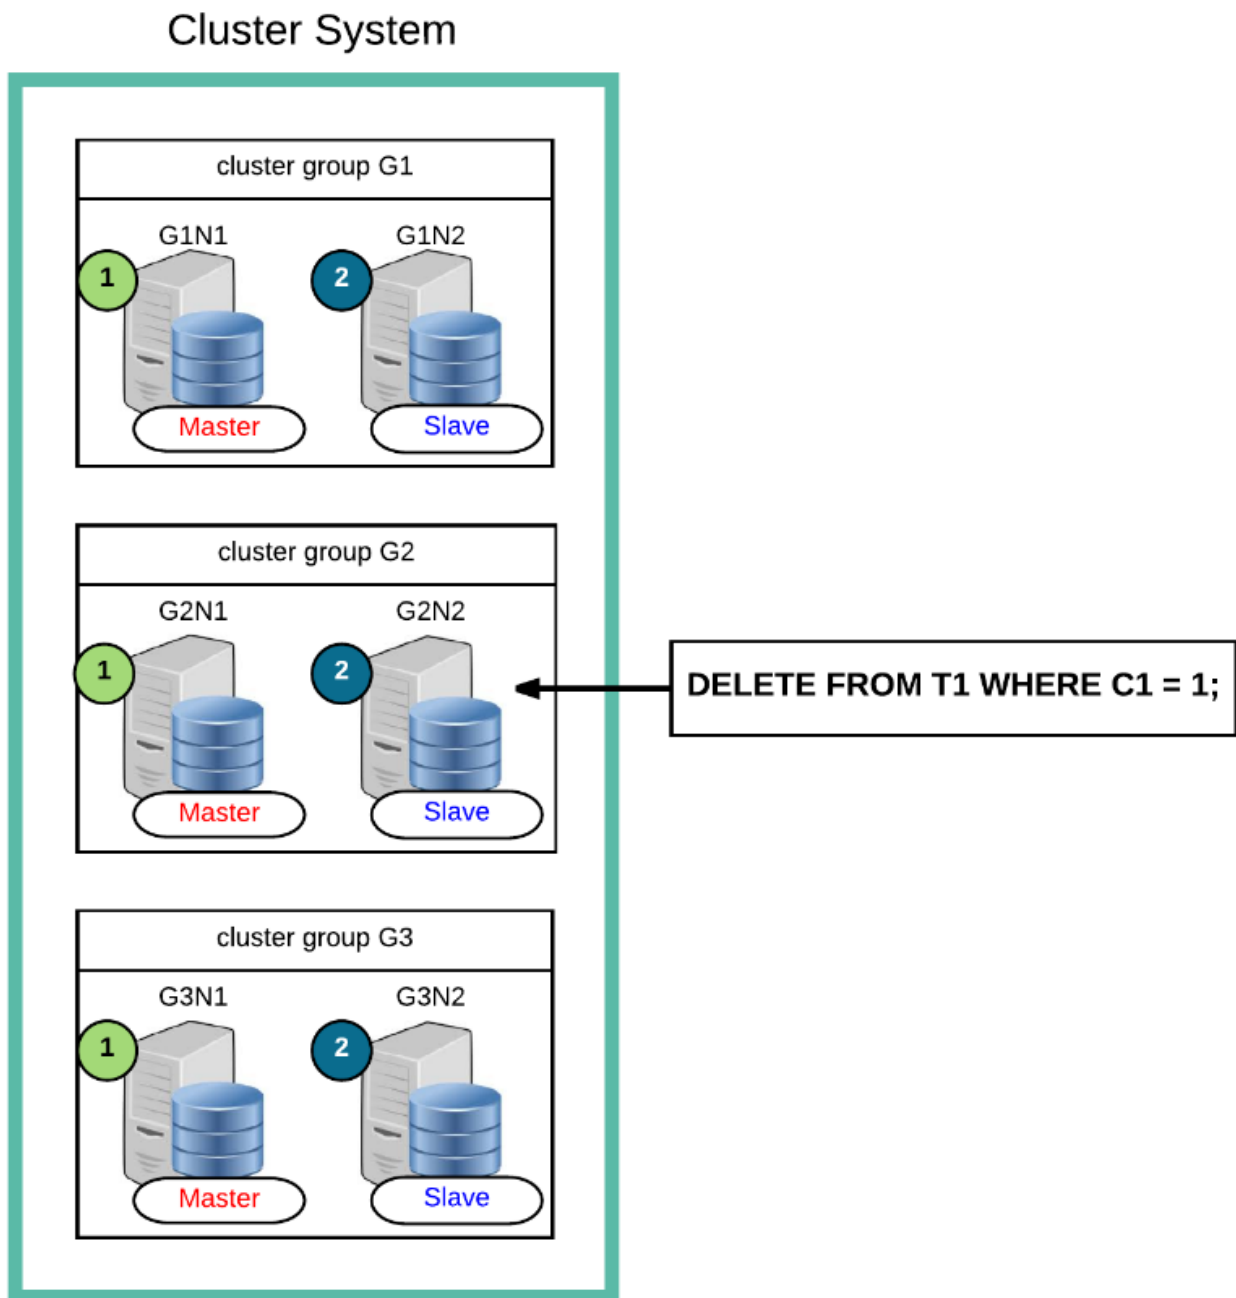 Cluster System
cluster group G1
G1N1
G1N2
1
2
Master
Slave
cluster group G2
G2N1
G2N2
1
2
DELETE FROM T1 WHERE C1 = 1;
Master
Slave
cluster group G3
G3N1
G3N2
1
2
Master
Slave